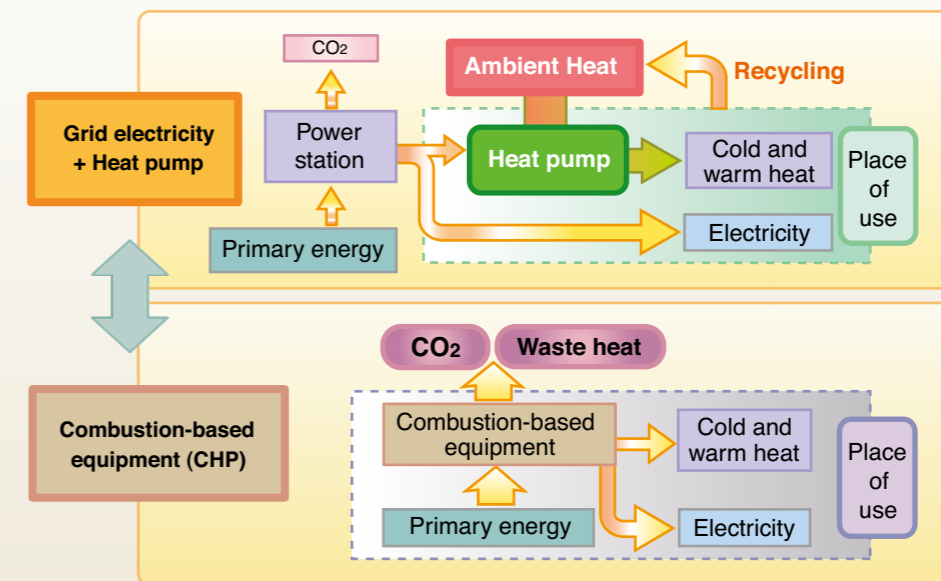 Grid electricity
+ Heat pump
CO2
Power
station
Primary energy
Ambient Heat
Recycling
Heat pump
Cold and
warm heat
Electricity
Place
of
use
Combustion-based
equipment (CHP)
CO2
Waste heat
Combustion-based
equipment
Primary energy
Cold and
warm heat
Electricity
Place
of
use